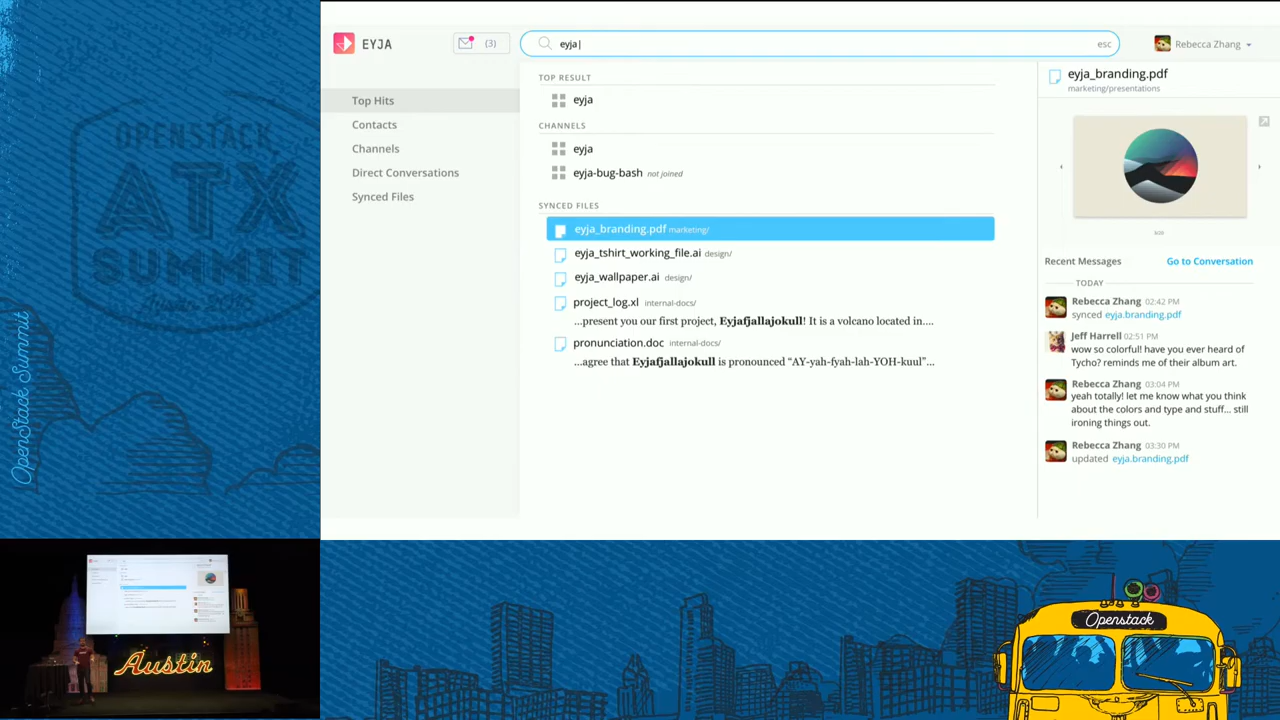 OPENSTACK
ATX
SUMMIT
OpenStack Summit
EYJA
(3)
eyja
esc
Rebecca Zhang
Top Hits
Contacts
Channels
Direct Conversations
Synced Files
TOP RESULT
eyja
CHANNELS
eyja
eyja-bug-bash not joined
SYNCED FILES
eyja_branding.pdf marketing/
eyja_tshirt_working_file.ai design/
eyja_wallpaper.ai design/
project_log.xl internal-docs/
...present you our first project, Eyjafjallajokull! It is a volcano located in....
pronunciation.doc internal-docs/
...agree that Eyjafjallajokull is pronounced “AY-yah-fyah-lah-YOH-kuul”...
eyja_branding.pdf
marketing/presentations
Recent Messages
Go to Conversation
TODAY
Rebecca Zhang 02:42 PM
synced eyja.branding.pdf
Jeff Harrell 02:51 PM
wow so colorful! have you ever heard of
Tycho? reminds me of their album art.
Rebecca Zhang 03:04 PM
yeah totally! let me know what you think
about the colors and type and stuff... still
ironing things out.
Rebecca Zhang 03:30 PM
updated eyja.branding.pdf
Austin
Openstack